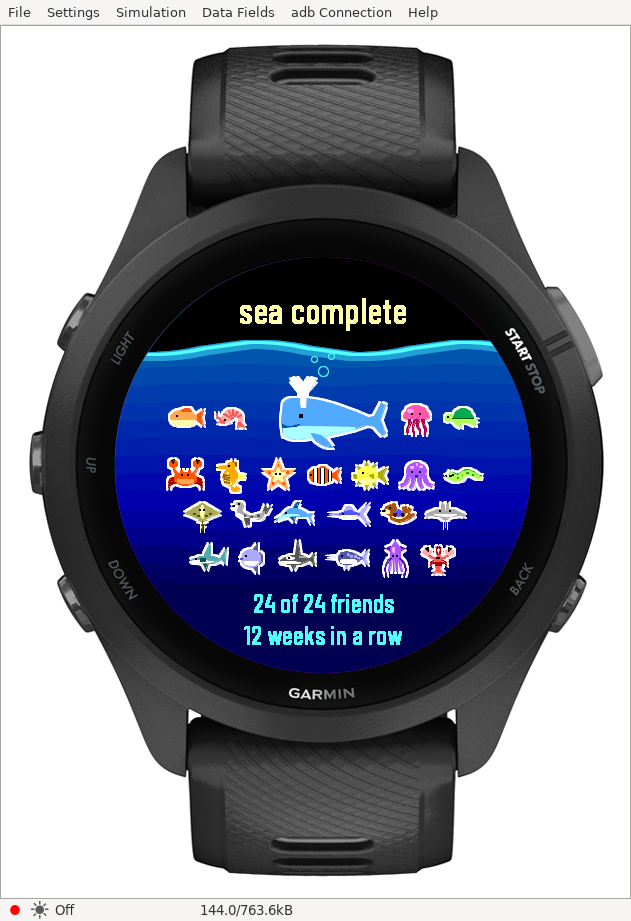 File Settings Simulation Data Fields adb Connection Help
sea complete
LIGHT
START STOP
UP
DOWN
BACK
24 of 24 friends
12 weeks in a row
GARMIN
Off 144.0/763.6kB